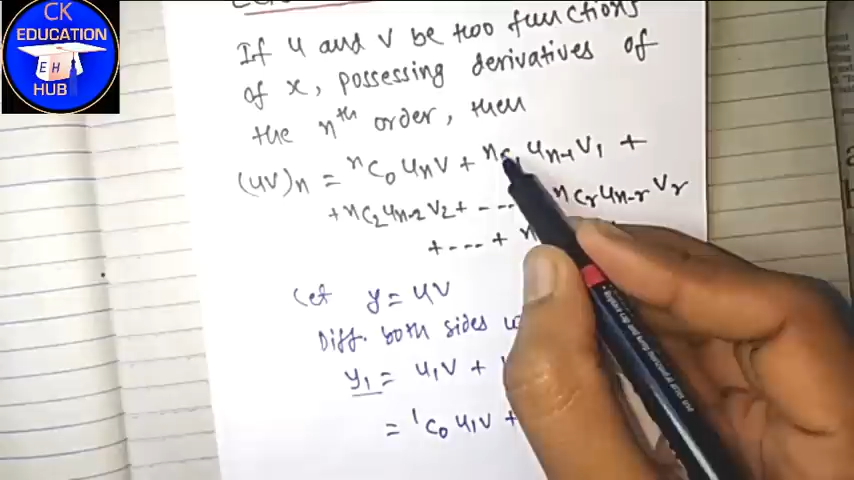 CK
EDUCATION
EH
HUB
If u and v be two functions
of x, possessing derivatives of
the nth order, then
(uv)n = nC0 unv + nC1 un-1 v1 +
+ nC2 un-2 v2 + - - .. nCr un-r vr
+ - - - +
Let y = uv
Diff. both sides
y1 = u1v +
= 1C0 u1v +